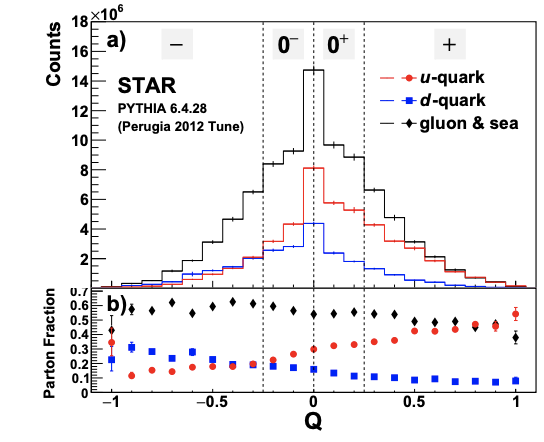 ×10⁶
18
16
14
12
10
8
6
4
2
Counts
a)
−
0⁻
0⁺
+
STAR
PYTHIA 6.4.28
(Perugia 2012 Tune)
u-quark
d-quark
gluon & sea
b)
0.7
0.6
0.5
0.4
0.3
0.2
0.1
0
Parton Fraction
−1
−0.5
0
0.5
1
Q